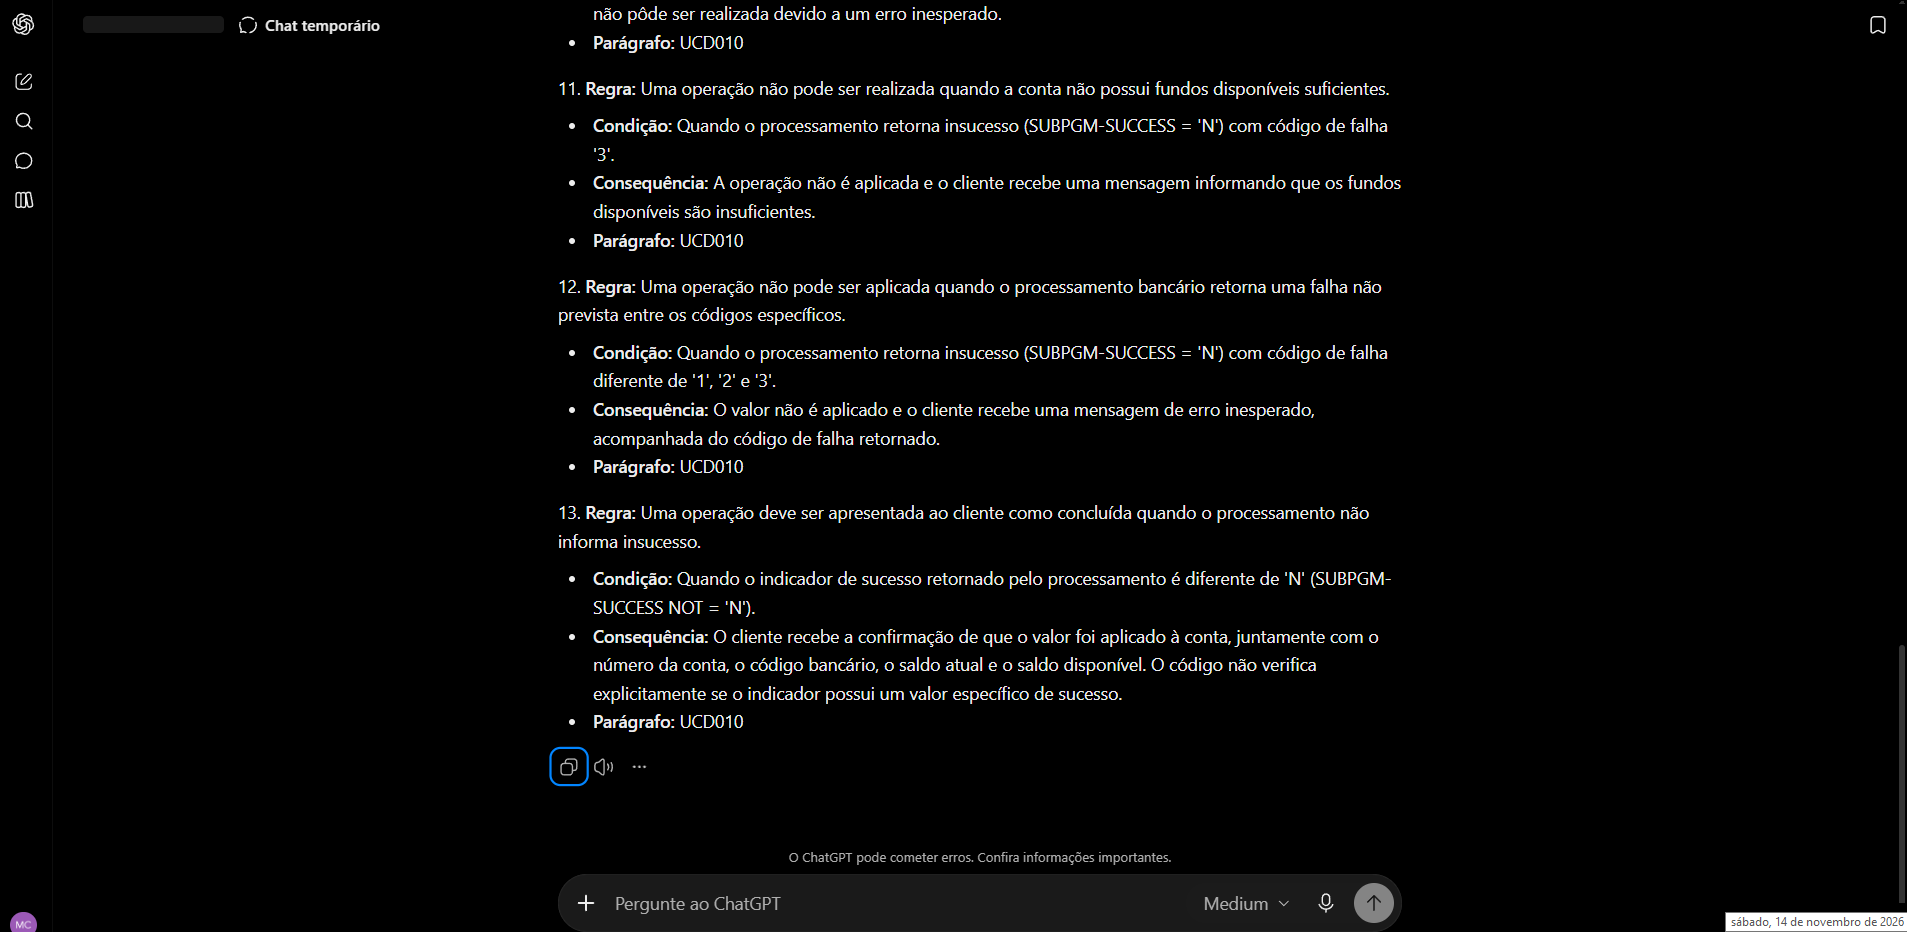 Chat temporário
não pôde ser realizada devido a um erro inesperado.
• Parágrafo: UCD010
11. Regra: Uma operação não pode ser realizada quando a conta não possui fundos disponíveis suficientes.
• Condição: Quando o processamento retorna insucesso (SUBPGM-SUCCESS = 'N') com código de falha
'3'.
• Consequência: A operação não é aplicada e o cliente recebe uma mensagem informando que os fundos
disponíveis são insuficientes.
• Parágrafo: UCD010
12. Regra: Uma operação não pode ser aplicada quando o processamento bancário retorna uma falha não
prevista entre os códigos específicos.
• Condição: Quando o processamento retorna insucesso (SUBPGM-SUCCESS = 'N') com código de falha
diferente de '1', '2' e '3'.
• Consequência: O valor não é aplicado e o cliente recebe uma mensagem de erro inesperado,
acompanhada do código de falha retornado.
• Parágrafo: UCD010
13. Regra: Uma operação deve ser apresentada ao cliente como concluída quando o processamento não
informa insucesso.
• Condição: Quando o indicador de sucesso retornado pelo processamento é diferente de 'N' (SUBPGM-
SUCCESS NOT = 'N').
• Consequência: O cliente recebe a confirmação de que o valor foi aplicado à conta, juntamente com o
número da conta, o código bancário, o saldo atual e o saldo disponível. O código não verifica
explicitamente se o indicador possui um valor específico de sucesso.
• Parágrafo: UCD010
O ChatGPT pode cometer erros. Confira informações importantes.
Pergunte ao ChatGPT
Medium
MC
sábado, 14 de novembro de 2026